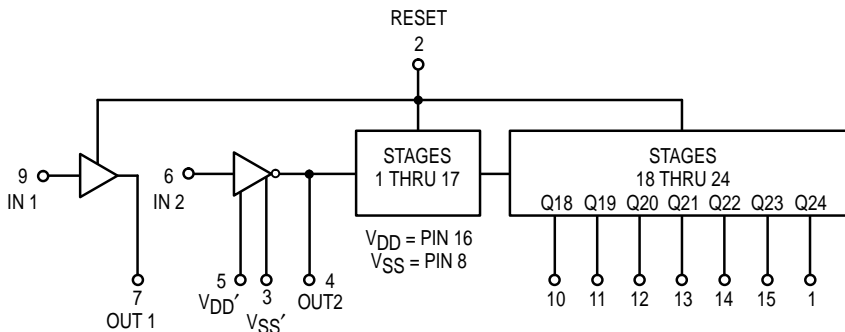 RESET
2
9
IN 1
6
IN 2
STAGES
1 THRU 17
STAGES
18 THRU 24
Q18 Q19 Q20 Q21 Q22 Q23 Q24
VDD = PIN 16
VSS = PIN 8
7
OUT 1
5
VDD′
3
VSS′
4
OUT2
10 11 12 13 14 15 1